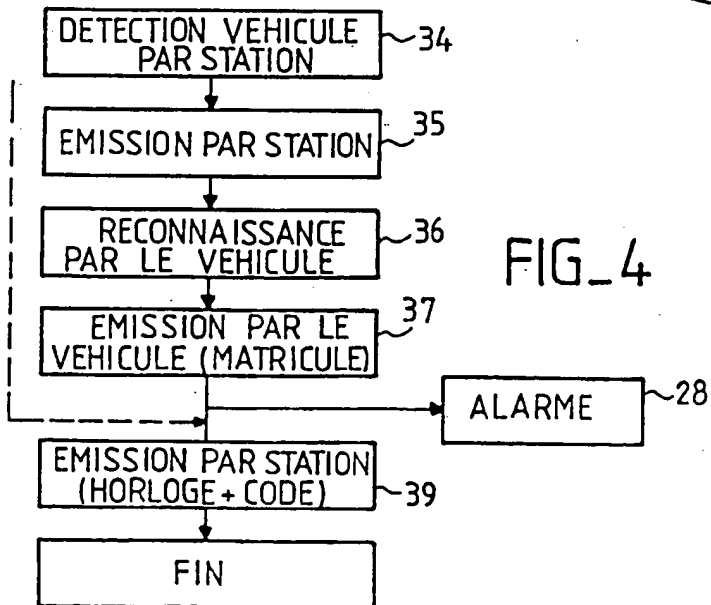 DETECTION VEHICULE
PAR STATION
34
EMISSION PAR STATION
35
RECONNAISSANCE
PAR LE VEHICULE
36
EMISSION PAR LE
VEHICULE (MATRICULE)
37
FIG_4
ALARME
28
EMISSION PAR STATION
(HORLOGE + CODE)
39
FIN